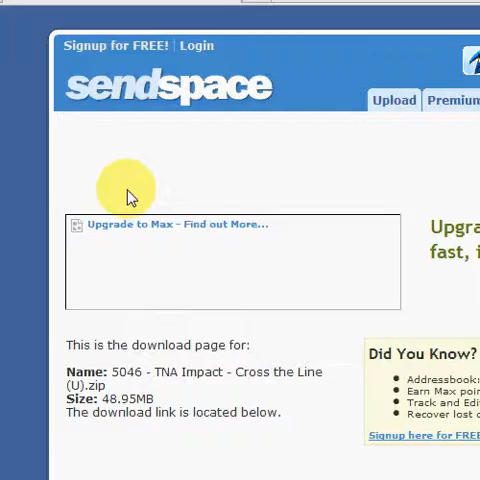 Signup for FREE! | Login
sendspace
Upload
Premium
Upgrade to Max - Find out More...
Upgra
fast, i
This is the download page for:
Name: 5046 - TNA Impact - Cross the Line
(U).zip
Size: 48.95MB
The download link is located below.
Did You Know?
Addressbook:
Earn Max poin
Track and Edi
Recover lost d
Signup here for FREE